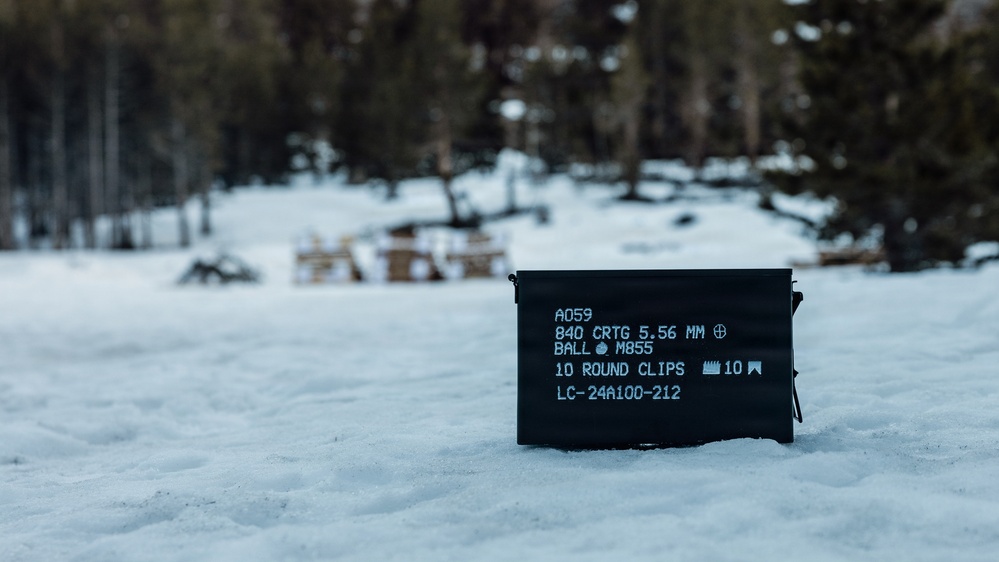 A059
840 CRTG 5.56 MM
BALL M855
10 ROUND CLIPS 10
LC-24A100-212